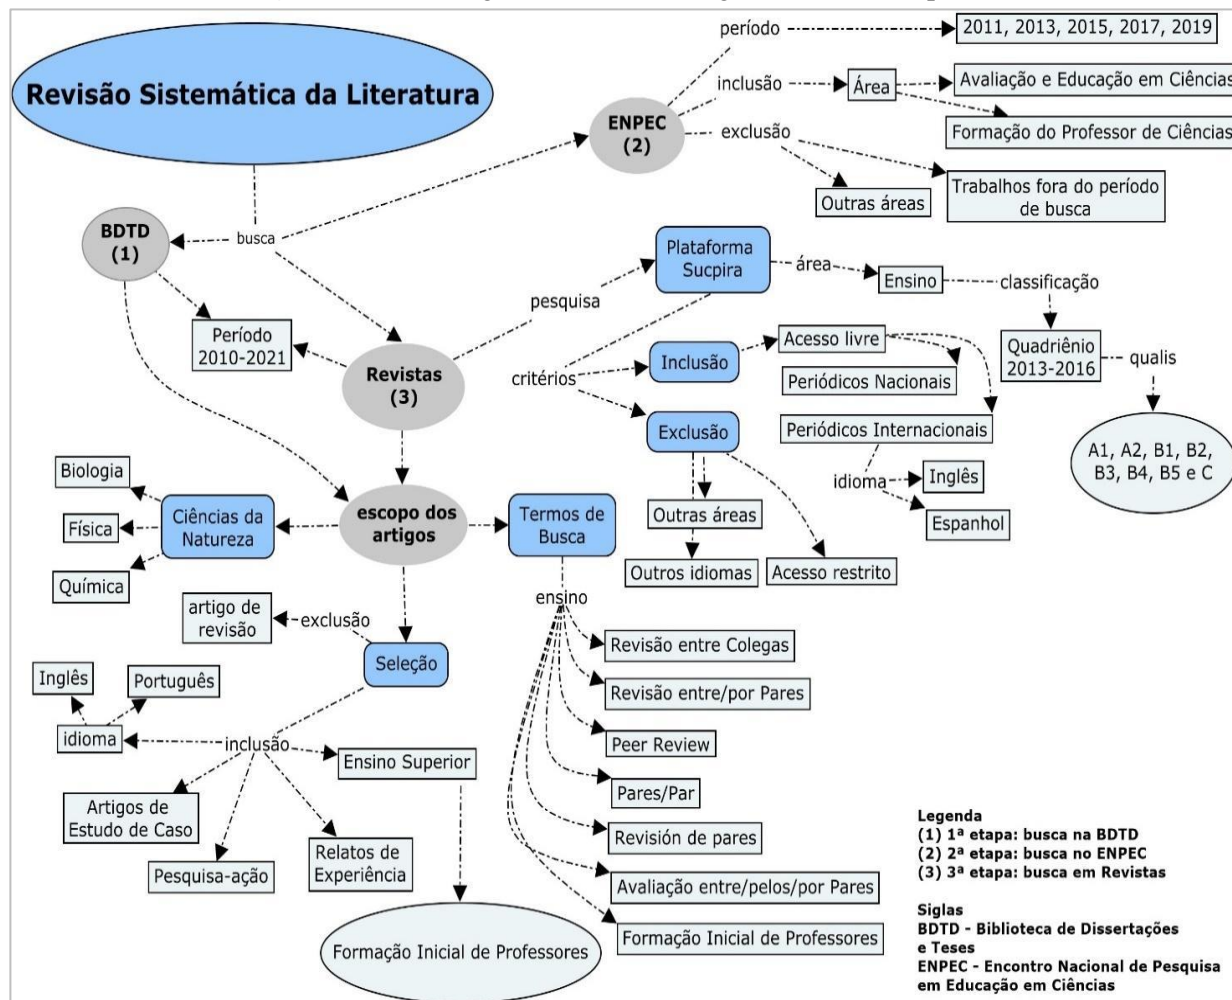 Revisão Sistemática da Literatura
período
2011, 2013, 2015, 2017, 2019
inclusão
Área
Avaliação e Educação em Ciências
Formação do Professor de Ciências
ENPEC
(2)
exclusão
Outras áreas
Trabalhos fora do período
de busca
BDTD
(1)
busca
Período
2010-2021
Revistas
(3)
pesquisa
Plataforma
Sucpira
área
Ensino
classificação
Quadriênio
2013-2016
qualis
A1, A2, B1, B2,
B3, B4, B5 e C
critérios
Inclusão
Acesso livre
Periódicos Nacionais
Periódicos Internacionais
idioma
Inglês
Espanhol
Exclusão
Outras áreas
Outros idiomas
Acesso restrito
escopo dos
artigos
Ciências da
Natureza
Biologia
Física
Química
Termos de
Busca
ensino
Revisão entre Colegas
Revisão entre/por Pares
Peer Review
Pares/Par
Revisión de pares
Avaliação entre/pelos/por Pares
Formação Inicial de Professores
Seleção
exclusão
artigo de
revisão
inclusão
idioma
Inglês
Português
Artigos de
Estudo de Caso
Pesquisa-ação
Relatos de
Experiência
Ensino Superior
Formação Inicial de Professores
Legenda
(1) 1ª etapa: busca na BDTD
(2) 2ª etapa: busca no ENPEC
(3) 3ª etapa: busca em Revistas
Siglas
BDTD - Biblioteca de Dissertações
e Teses
ENPEC - Encontro Nacional de Pesquisa
em Educação em Ciências